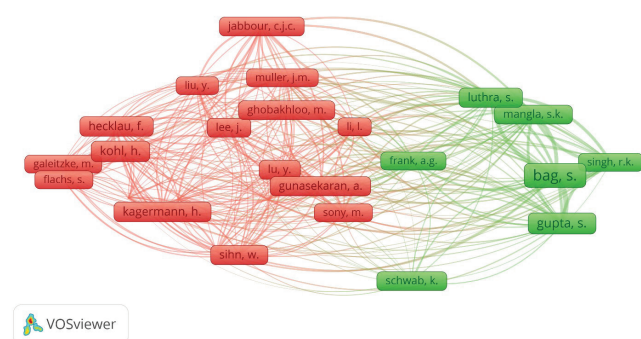 jabbour, c.j.c.
liu, y.
muller, j.m.
luthra, s.
ghobakhloo, m.
mangla, s.k.
hecklau, f.
lee, j.
li, l.
kohl, h.
galeitzke, m.
lu, y.
frank, a.g.
singh, r.k.
flachs, s.
gunasekaran, a.
bag, s.
kagermann, h.
sony, m.
gupta, s.
sihn, w.
schwab, k.
VOSviewer